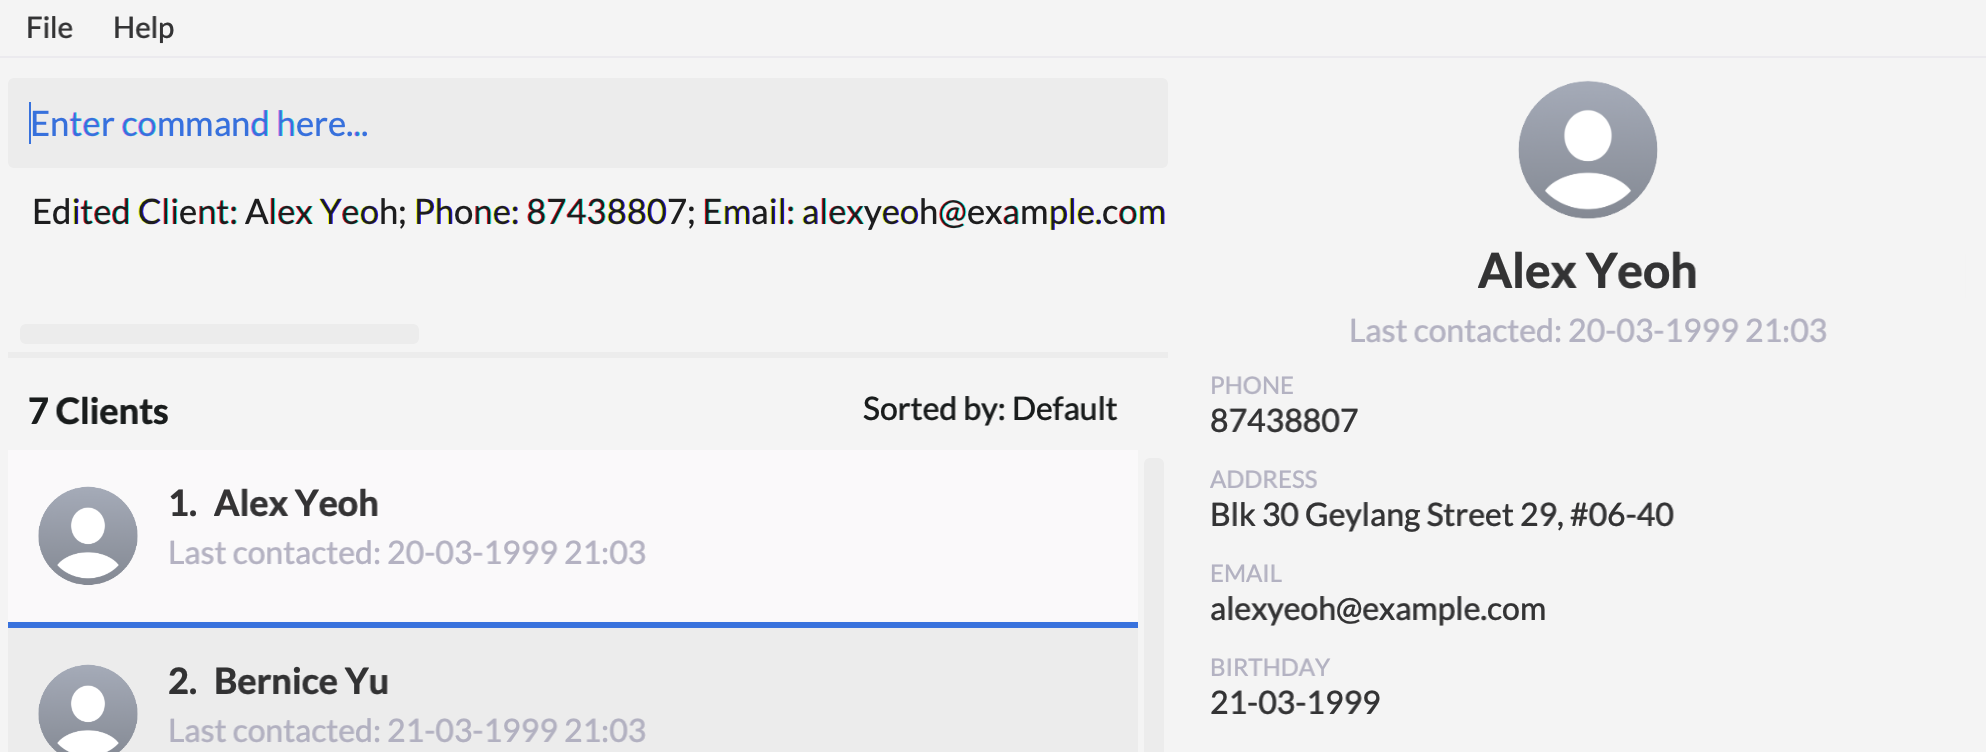 File Help
Enter command here...
Edited Client: Alex Yeoh; Phone: 87438807; Email: alexyeoh@example.com
7 Clients
Sorted by: Default
1. Alex Yeoh
Last contacted: 20-03-1999 21:03
2. Bernice Yu
Last contacted: 21-03-1999 21:03
Alex Yeoh
Last contacted: 20-03-1999 21:03
PHONE
87438807
ADDRESS
Blk 30 Geylang Street 29, #06-40
EMAIL
alexyeoh@example.com
BIRTHDAY
21-03-1999